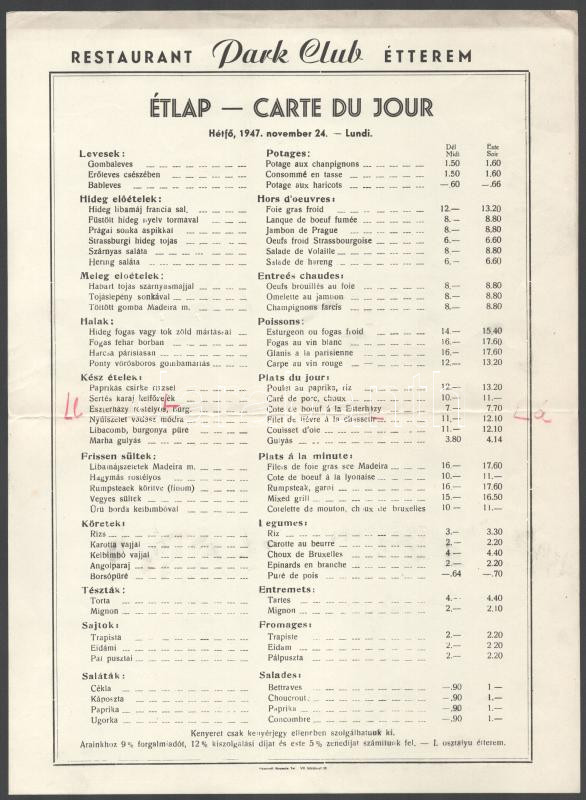 RESTAURANT Park Club ÉTTEREM
ÉTLAP — CARTE DU JOUR
Hétfő, 1947. november 24. — Lundi.
Dél Este
Midi Soir
Levesek: Potages:
Gombaleves Potage aux chanpignons 1.50 1.60
Erőleves csészében Consommé en tasse 1.50 1.60
Bableves Potage aux haricots —.60 —.66
Hideg előételek: Hors d'oeuvres:
Hideg libamáj francia sal. Foie gras froid 12.— 13.20
Füstölt hideg nyelv tormával Langue de boeuf fumée 8.— 8.80
Prágai sonka aspikkal Jambon de Prague 8.— 8.80
Strassburgi hideg tojás Oeufs froid Strassbourgoise 6.— 6.60
Szárnyas saláta Salade de Volaille 8.— 8.80
Hering saláta Salade de hareng 6.— 6.60
Meleg előételek: Entreés chaudes:
Habart tojás szárnyasmájjal Oeufs brouillés au foie 8.— 8.80
Tojáslepény sonkával Omelette au jambon 8.— 8.80
Töltött gomba Madeira m. Champignons farcis 8.— 8.80
Halak: Poissons:
Hideg fogas vagy tok zöld mártással Esturgeon ou fogas froid 14.— 15.40
Fogas fehér borban Fogas au vin blanc 16.— 17.60
Harcsa párisiasan Glanis a la parisienne 16.— 17.60
Ponty vörösboros gombamártás Carpe au vin rouge 12.— 13.20
Kész ételek: Plats du jour:
Paprikás csirke rizzsel Poulet au paprika, riz 12.— 13.20
Sertés karaj kelfőzelék Caré de porc, choux 10.— 11.—
Eszterházy rostélyos, burg. Cote de boeuf á la Esterházy 7.— 7.70
Nyúlszelet vadász módra Filet de lièvre á la chasseur 11.— 12.10
Libacomb, burgonya püré Couisset d'oie 11.— 12.10
Marha gulyás Gulyás 3.80 4.14
Frissen sültek: Plats á la minute:
Libamájszeletek Madeira m. Filets de foie gras see Madeira 16.— 17.60
Hagymás rostélyos Cote de boeuf à la lyonaise 10.— 11.—
Rumpsteack körítve (finom) Rumpsteak, garni 16 — 17.60
Vegyes sültek Mixed grill 15.— 16.50
Ürü borda kelbimbóval Corelette de mouton, choux de bruxelles 10 — 11.—
Köretek: Legumes:
Rizs Riz 3.— 3.30
Karotta vajjal Carotte au beurre 2.— 2.20
Kelbimbó vajjal Choux de Bruxelles 4 — 4.40
Angolparaj Epinards en branche 2.— 2.20
Borsópüré Puré de pois —.64 —.70
Tészták: Entremets:
Torta Tartes 4.— 4.40
Mignon Mignon 2.— 2.10
Sajtok: Fromages:
Trapista Trapiste 2.— 2.20
Eidámi Eidam 2.— 2 20
Pál pusztai Pálpuszta 2.— 2.20
Saláták: Salades:
Cékla Bettraves —.90 1 —
Káposzta Choucrout —.90 1.—
Paprika Paprika —.90 1—
Ugorka Concombre —.90 1.—
Kenyeret csak kenyérjegy ellenében szolgálhatunk ki.
Árainkhoz 9% forgalmiadót, 12% kiszolgálási díjat és este 5% zenedíjat számítunk fel. — I. osztályú étterem.